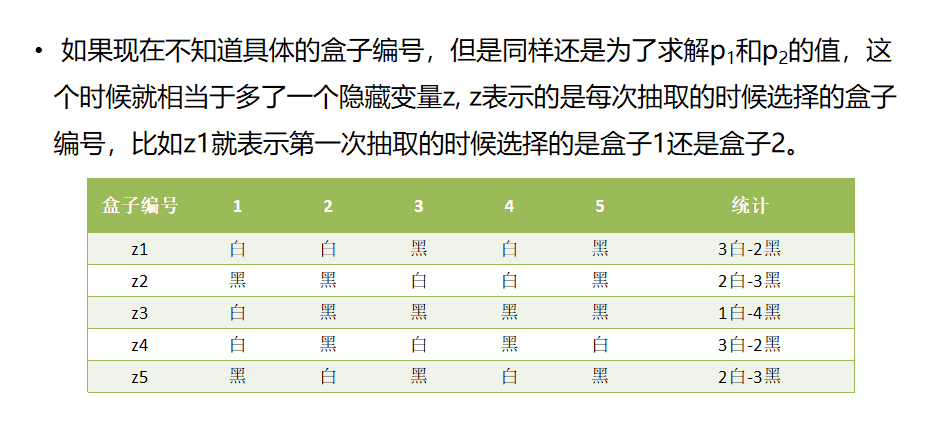 • 如果现在不知道具体的盒子编号，但是同样还是为了求解p₁和p₂的值，这
个时候就相当于多了一个隐藏变量z, z表示的是每次抽取的时候选择的盒子
编号，比如z1就表示第一次抽取的时候选择的是盒子1还是盒子2。
盒子编号 1 2 3 4 5 统计
z1 白 白 黑 白 黑 3白-2黑
z2 黑 黑 白 白 黑 2白-3黑
z3 白 黑 黑 黑 黑 1白-4黑
z4 白 黑 白 黑 白 3白-2黑
z5 黑 白 黑 白 黑 2白-3黑